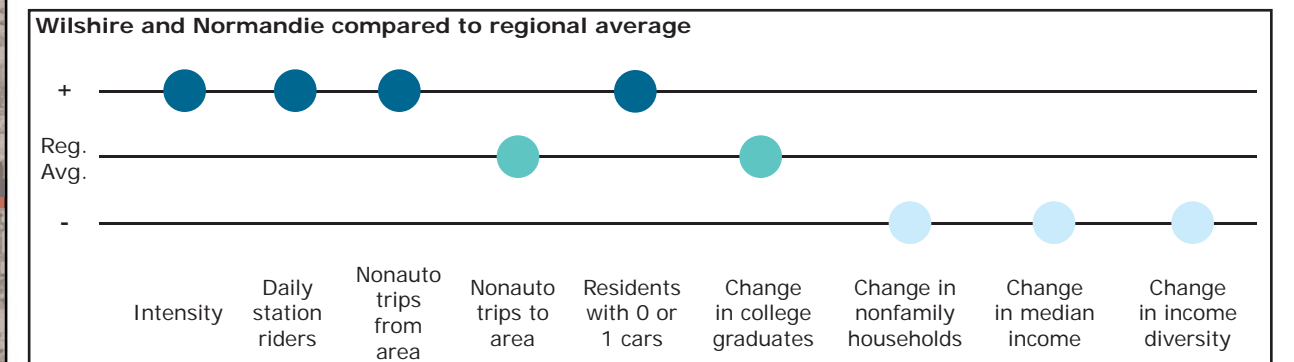 Wilshire and Normandie compared to regional average
+
Reg.
Avg.
-
Intensity
Daily
station
riders
Nonauto
trips
from
area
Nonauto
trips to
area
Residents
with 0 or
1 cars
Change
in college
graduates
Change in
nonfamily
households
Change
in median
income
Change
in income
diversity